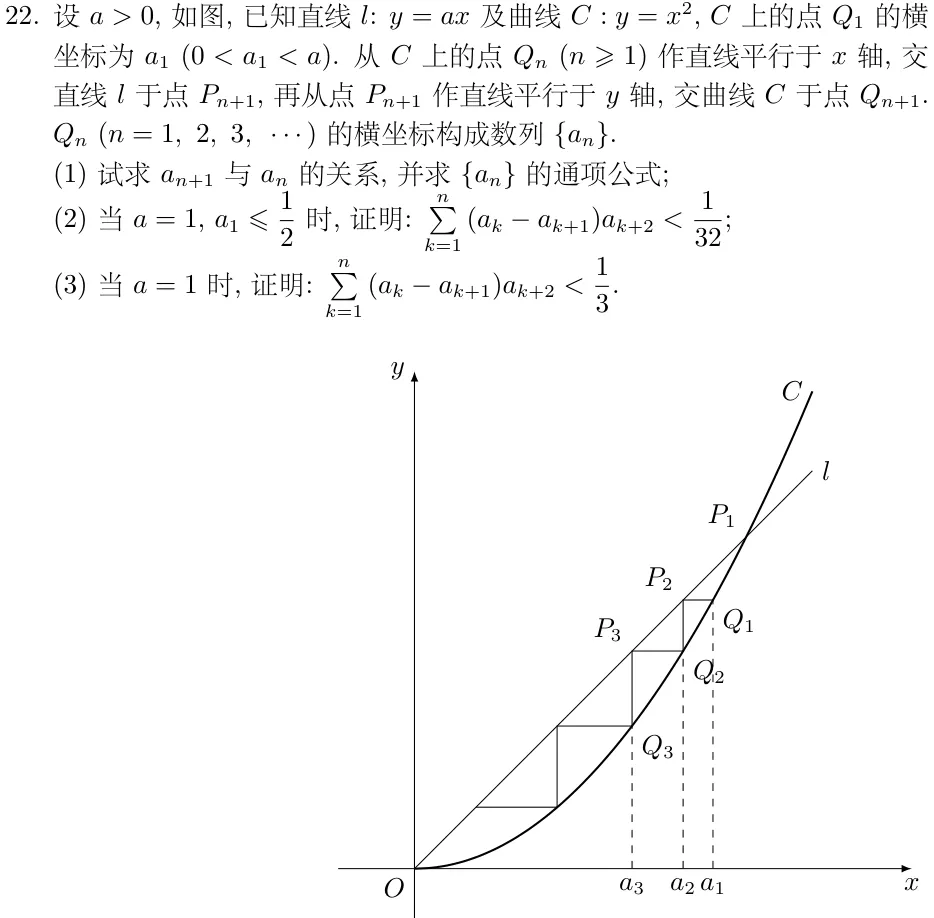 22. 设 a > 0, 如图, 已知直线 l: y = ax 及曲线 C : y = x², C 上的点 Q₁ 的横
坐标为 a₁ (0 < a₁ < a). 从 C 上的点 Qₙ (n ⩾ 1) 作直线平行于 x 轴, 交
直线 l 于点 Pₙ₊₁, 再从点 Pₙ₊₁ 作直线平行于 y 轴, 交曲线 C 于点 Qₙ₊₁.
Qₙ (n = 1, 2, 3, ⋯) 的横坐标构成数列 {aₙ}.
(1) 试求 aₙ₊₁ 与 aₙ 的关系, 并求 {aₙ} 的通项公式;
(2) 当 a = 1, a₁ ⩽ 1/2 时, 证明: ∑_{k=1}^{n} (aₖ − aₖ₊₁)aₖ₊₂ < 1/32;
(3) 当 a = 1 时, 证明: ∑_{k=1}^{n} (aₖ − aₖ₊₁)aₖ₊₂ < 1/3.
y
C
l
P₁
P₂
Q₁
P₃
Q₂
Q₃
O
a₃ a₂ a₁
x